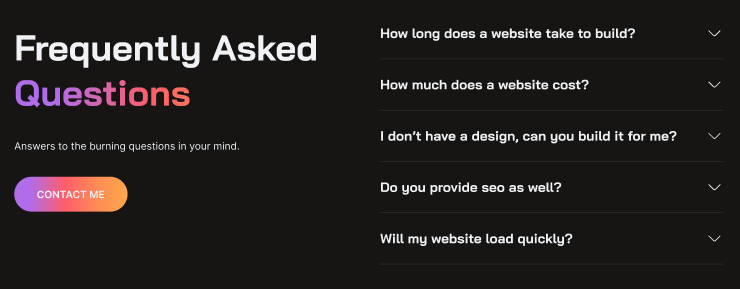 Frequently Asked
Questions
Answers to the burning questions in your mind.
CONTACT ME
How long does a website take to build?
How much does a website cost?
I don’t have a design, can you build it for me?
Do you provide seo as well?
Will my website load quickly?